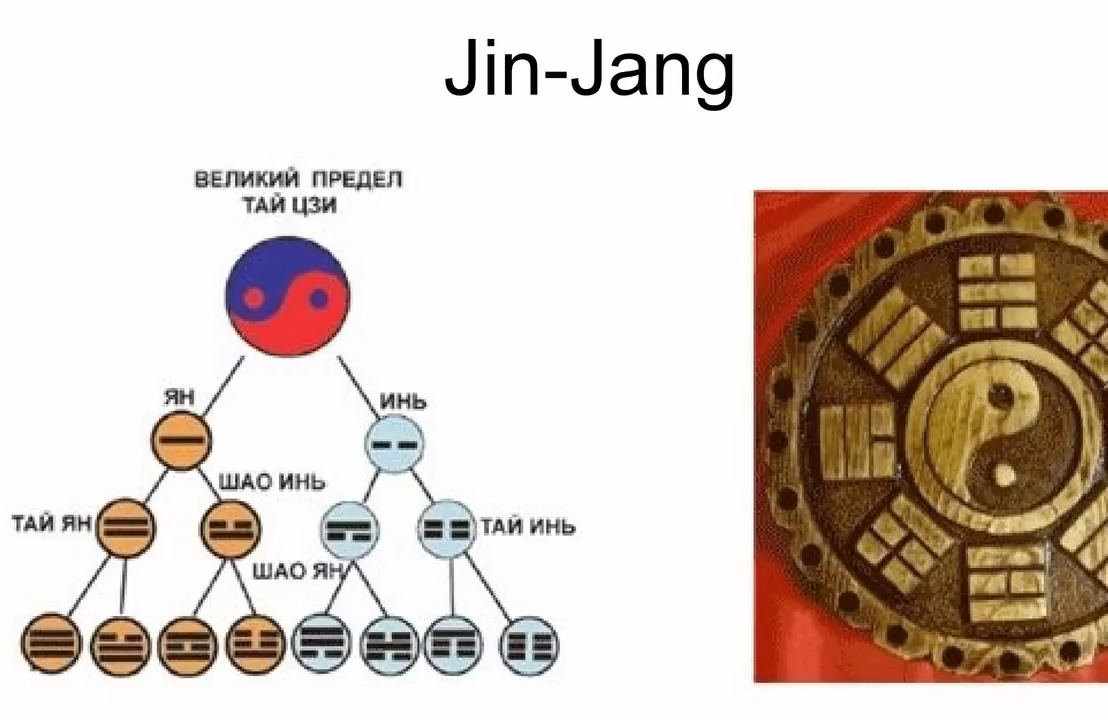 Jin-Jang
ВЕЛИКИЙ ПРЕДЕЛ
ТАЙ ЦЗИ
ЯН
ИНЬ
ШАО ИНЬ
ТАЙ ЯН
ТАЙ ИНЬ
ШАО ЯН